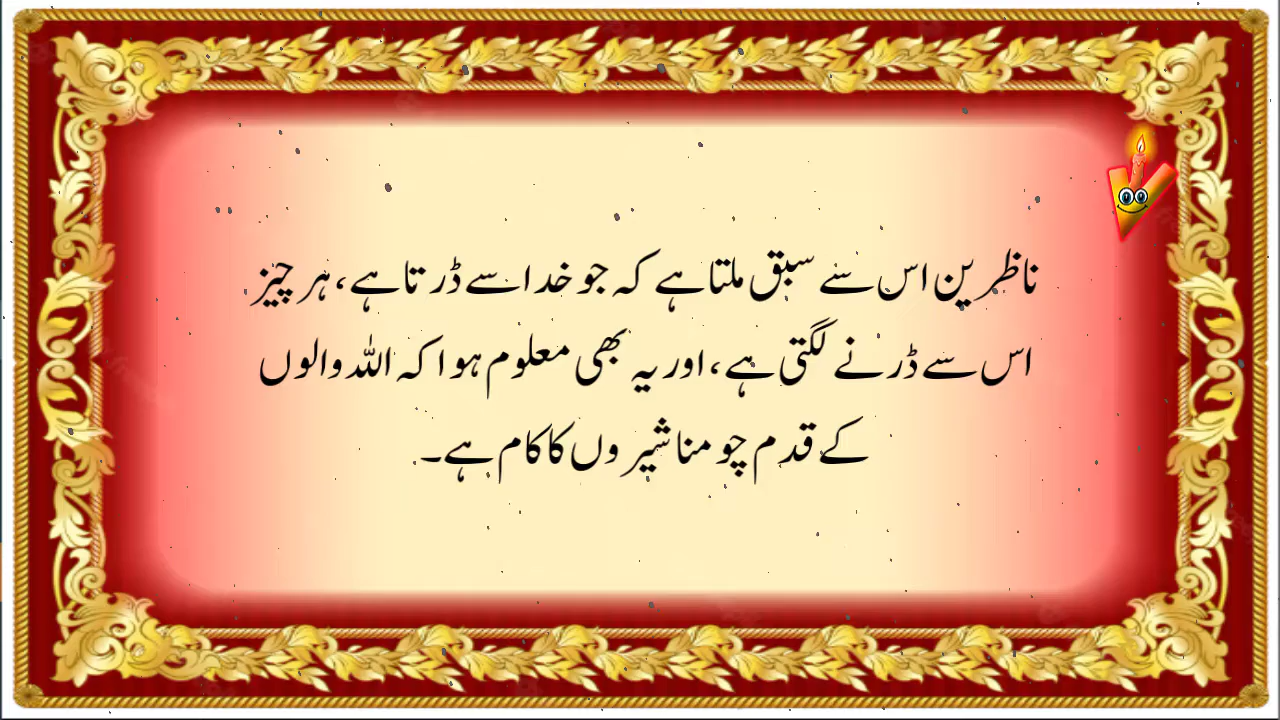 ناظرین اس سے سبق ملتا ہے کہ جو خدا سے ڈرتا ہے، ہر چیز
اس سے ڈرنے لگتی ہے، اور یہ بھی معلوم ہوا کہ اللہ والوں
کے قدم چومنا شیروں کا کام ہے۔